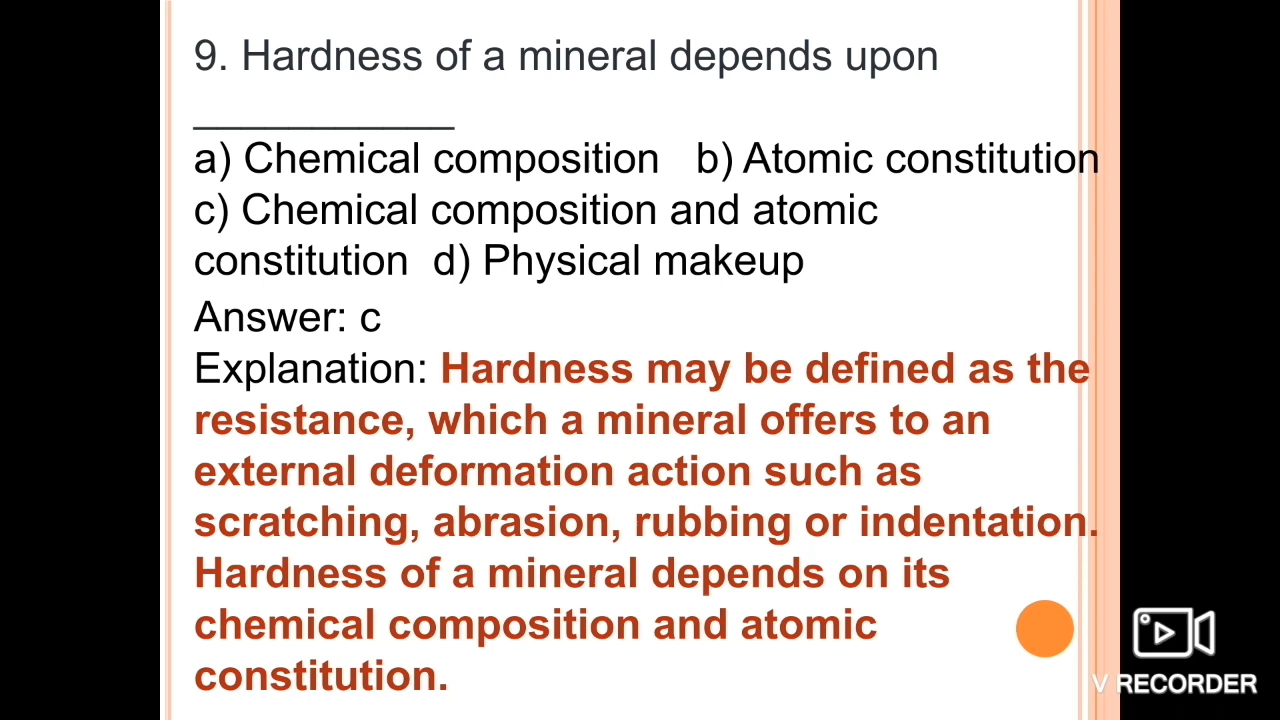 9. Hardness of a mineral depends upon
___________
a) Chemical composition b) Atomic constitution
c) Chemical composition and atomic
constitution d) Physical makeup
Answer: c
Explanation: Hardness may be defined as the
resistance, which a mineral offers to an
external deformation action such as
scratching, abrasion, rubbing or indentation.
Hardness of a mineral depends on its
chemical composition and atomic
constitution.
V RECORDER